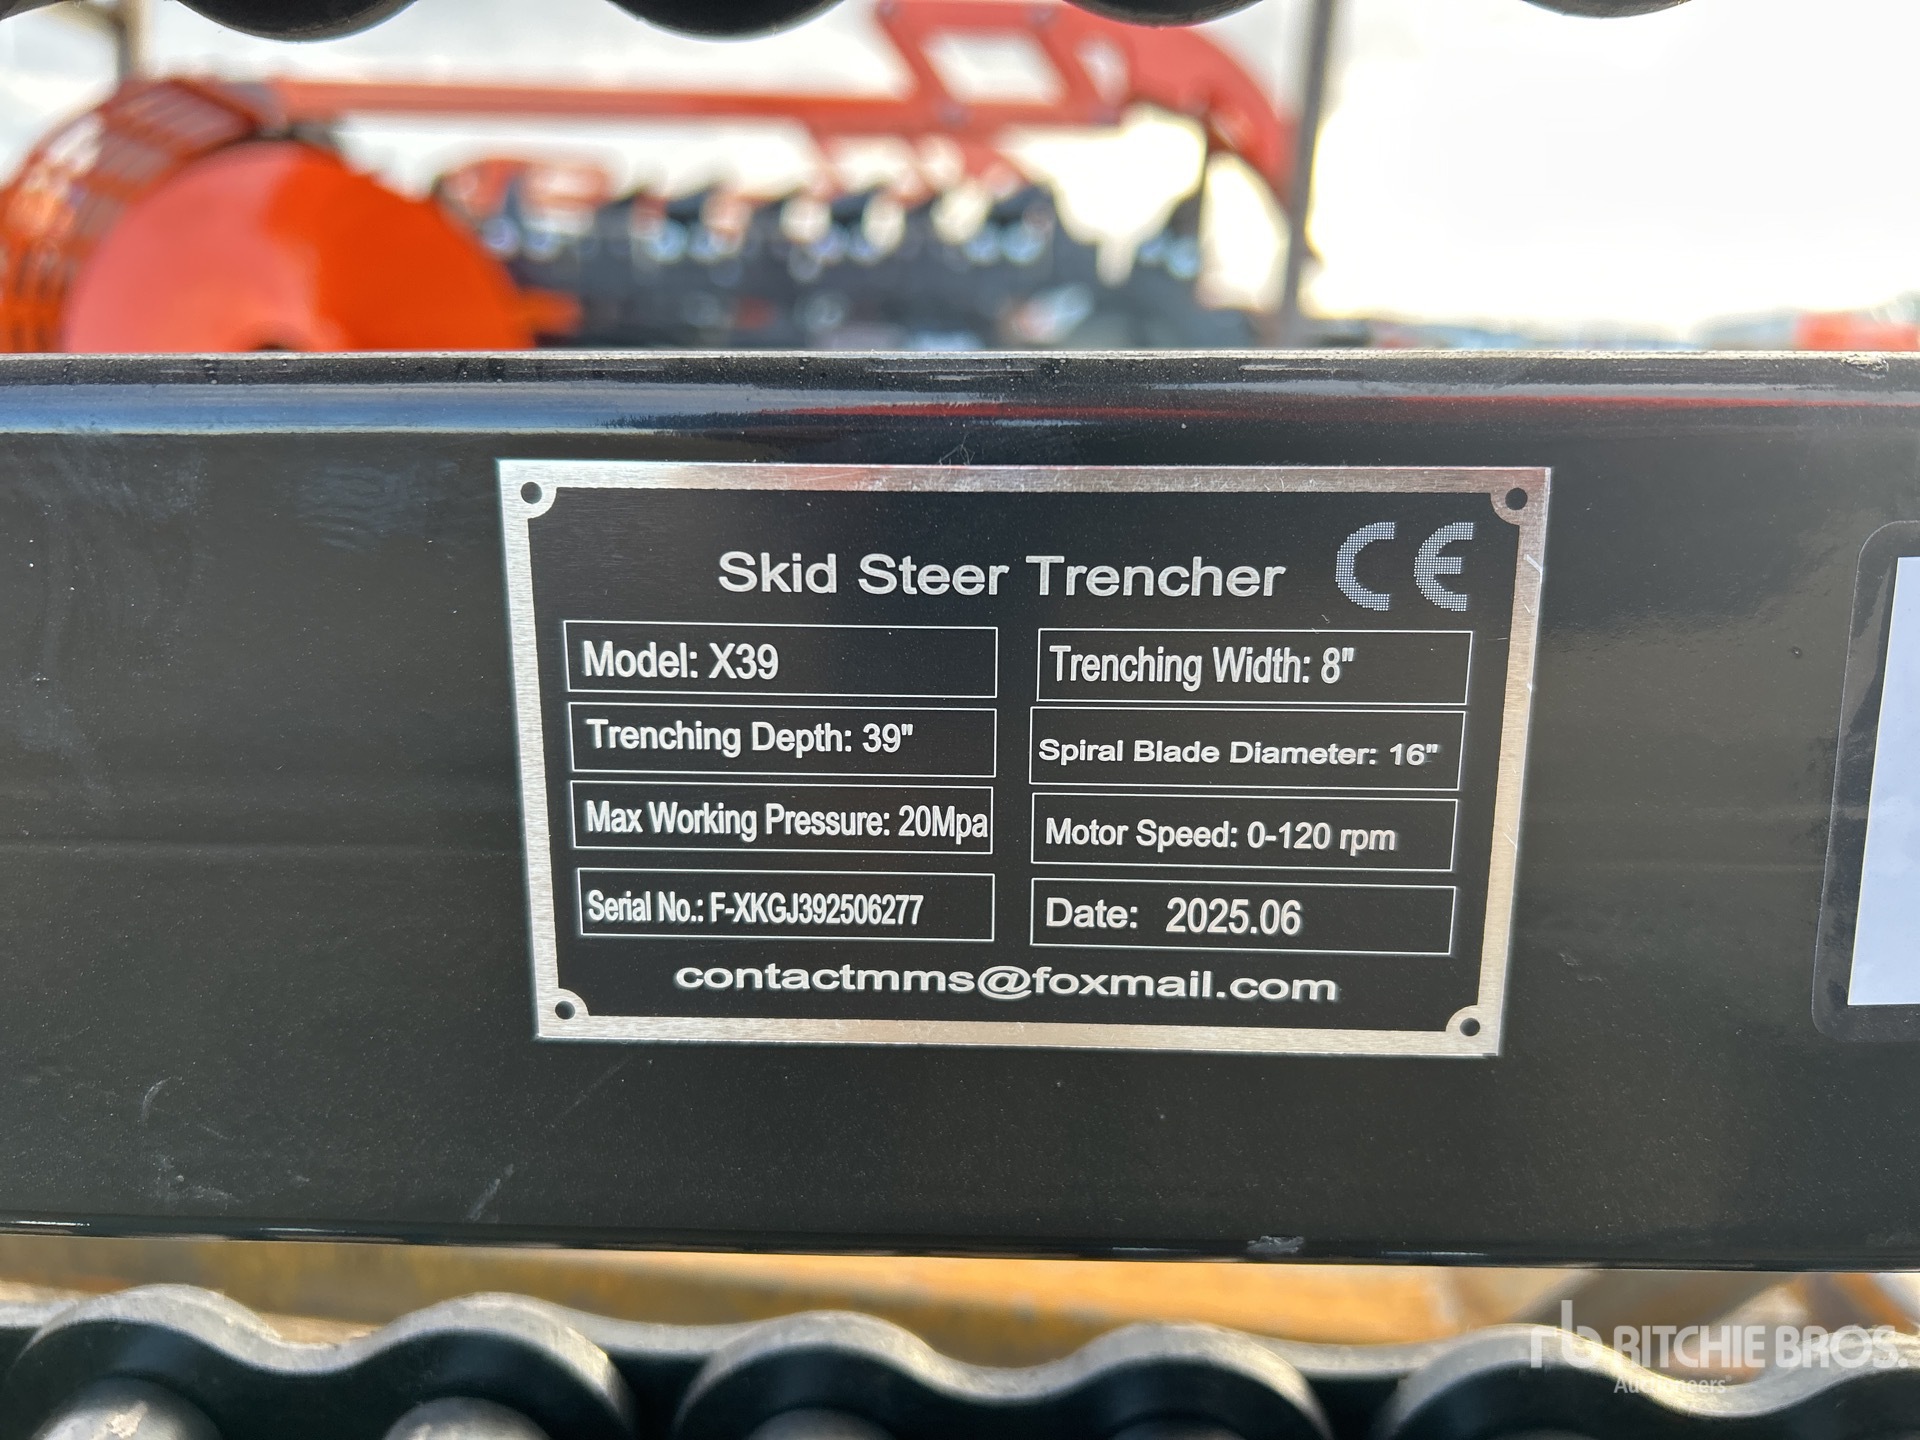 Skid Steer Trencher CE
Model: X39
Trenching Width: 8"
Trenching Depth: 39"
Spiral Blade Diameter: 16"
Max Working Pressure: 20Mpa
Motor Speed: 0-120 rpm
Serial No.: F-XKGJ392506277
Date: 2025.06
contactmms@foxmail.com
rb RITCHIE BROS.
Auctioneers